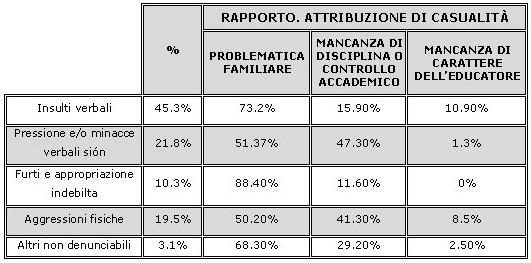 RAPPORTO. ATTRIBUZIONE DI CASUALITÀ
%
PROBLEMATICA
FAMILIARE
MANCANZA DI
DISCIPLINA O
CONTROLLO
ACCADEMICO
MANCANZA DI
CARATTERE
DELL'EDUCATORE
Insulti verbali 45.3% 73.2% 15.90% 10.90%
Pressione e/o minacce
verbali sión 21.8% 51.37% 47.30% 1.3%
Furti e appropriazione
indebilta 10.3% 88.40% 11.60% 0%
Aggressioni fisiche 19.5% 50.20% 41.30% 8.5%
Altri non denunciabili 3.1% 68.30% 29.20% 2.50%